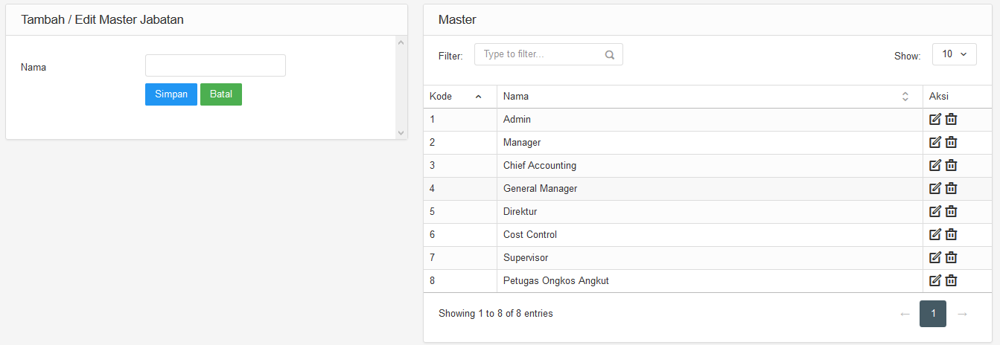 Tambah / Edit Master Jabatan
Nama
Simpan Batal
Master
Filter: Type to filter... Show: 10
Kode Nama Aksi
1 Admin
2 Manager
3 Chief Accounting
4 General Manager
5 Direktur
6 Cost Control
7 Supervisor
8 Petugas Ongkos Angkut
Showing 1 to 8 of 8 entries ← 1 →